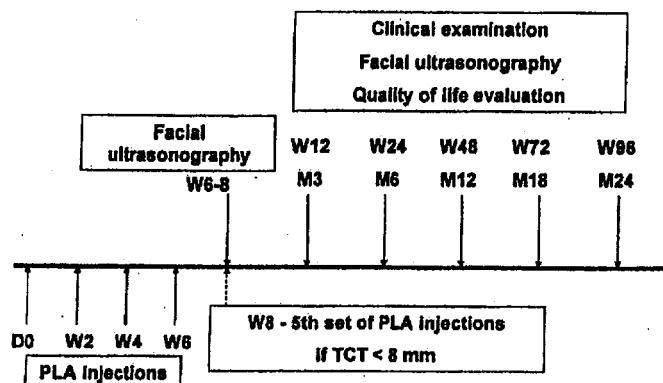 Clinical examination
Facial ultrasonography
Quality of life evaluation
Facial
ultrasonography
W6-8
W12 W24 W48 W72 W96
M3 M6 M12 M18 M24
D0 W2 W4 W6
PLA injections
W8 - 5th set of PLA injections
if TCT < 8 mm